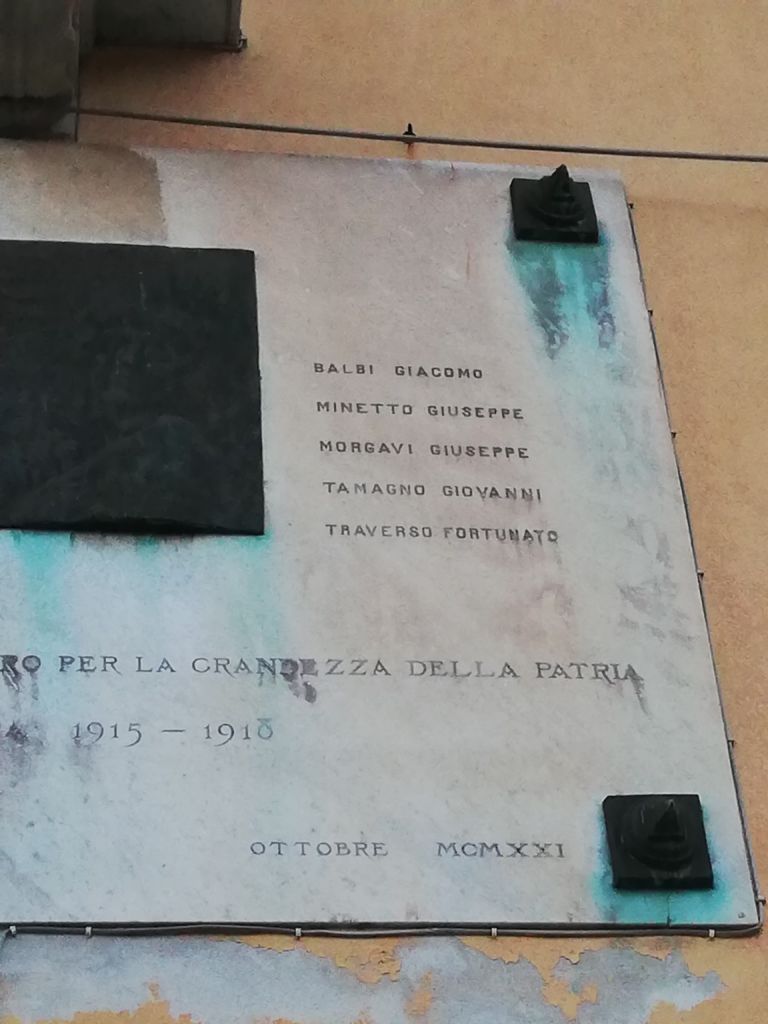 BALBI GIACOMO
MINETTO GIUSEPPE
MORGAVI GIUSEPPE
TAMAGNO GIOVANNI
TRAVERSO FORTUNATO
RO PER LA GRANDEZZA DELLA PATRIA
A 1915 — 1918
OTTOBRE MCMXXI